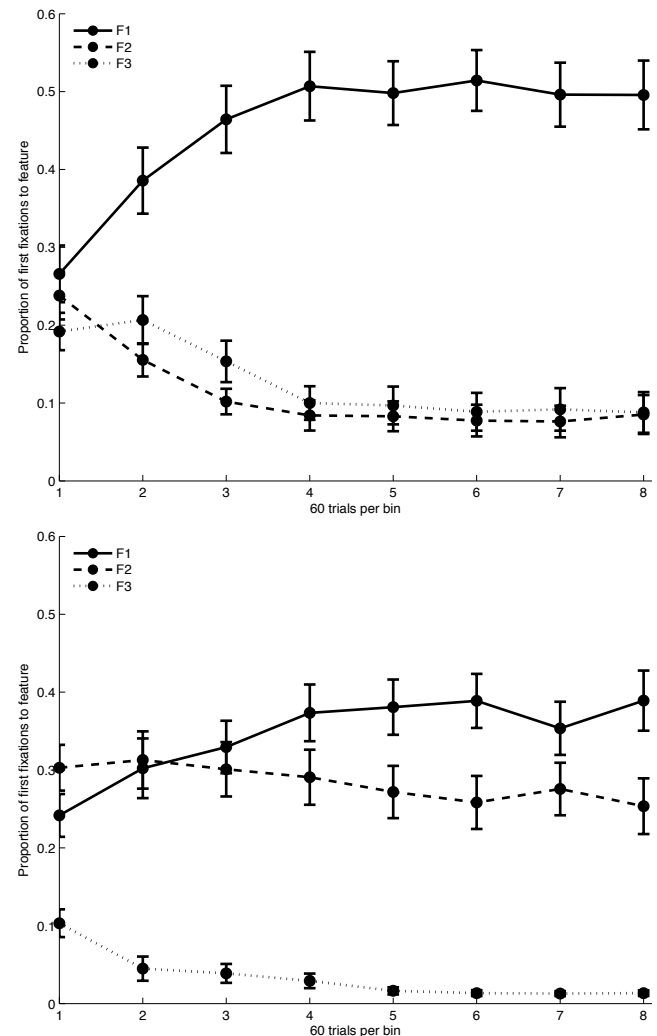 0.6
F1
F2
F3
0.5
0.4
0.3
0.2
0.1
0
Proportion of first fixations to feature
1 2 3 4 5 6 7 8
60 trials per bin
0.6
F1
F2
F3
0.5
0.4
0.3
0.2
0.1
0
Proportion of first fixations to feature
1 2 3 4 5 6 7 8
60 trials per bin